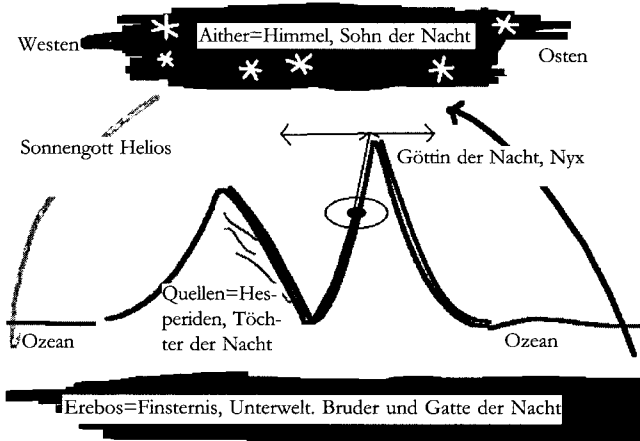 Aither=Himmel, Sohn der Nacht
Westen
Osten
Sonnengott Helios
Göttin der Nacht, Nyx
Quellen=Hes-
periden, Töch-
ter der Nacht
Ozean
Ozean
Erebos=Finsternis, Unterwelt. Bruder und Gatte der Nacht